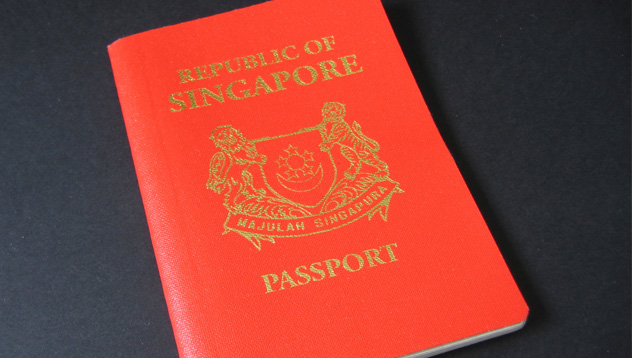 REPUBLIC OF
SINGAPORE
MAJULAH SINGAPURA
PASSPORT